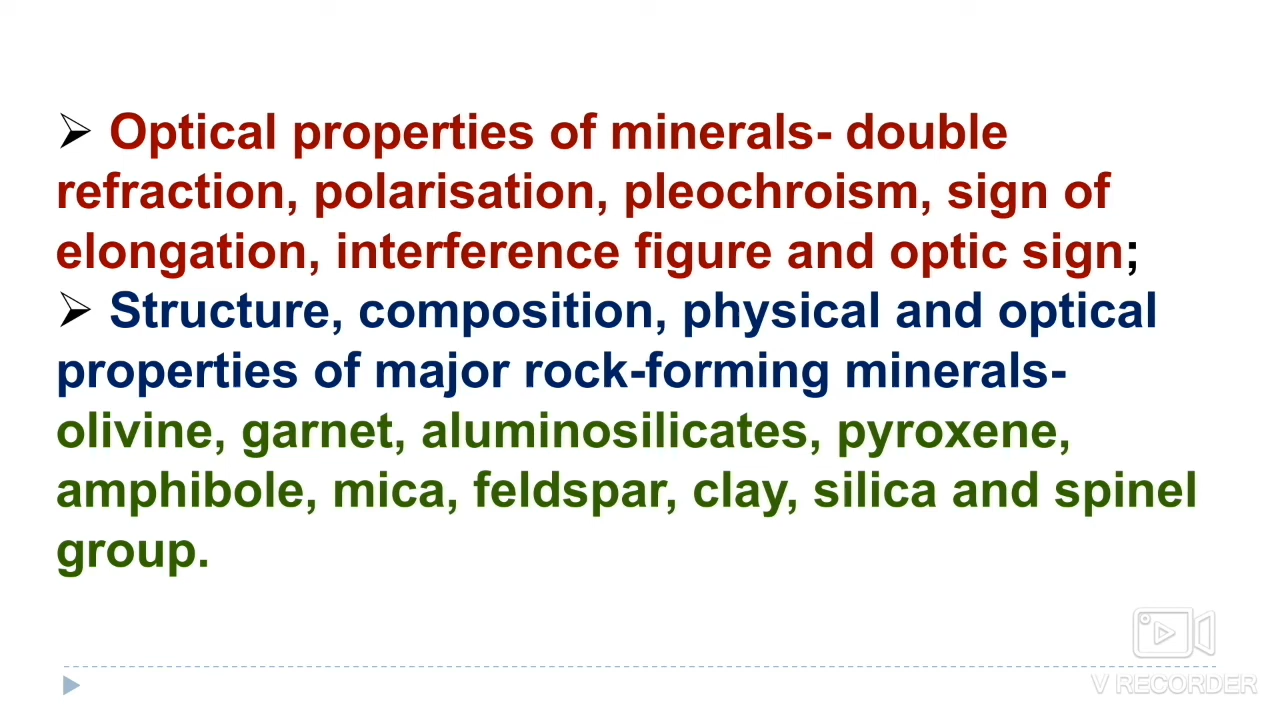 ➢ Optical properties of minerals- double
refraction, polarisation, pleochroism, sign of
elongation, interference figure and optic sign;
➢ Structure, composition, physical and optical
properties of major rock-forming minerals-
olivine, garnet, aluminosilicates, pyroxene,
amphibole, mica, feldspar, clay, silica and spinel
group.
V RECORDER